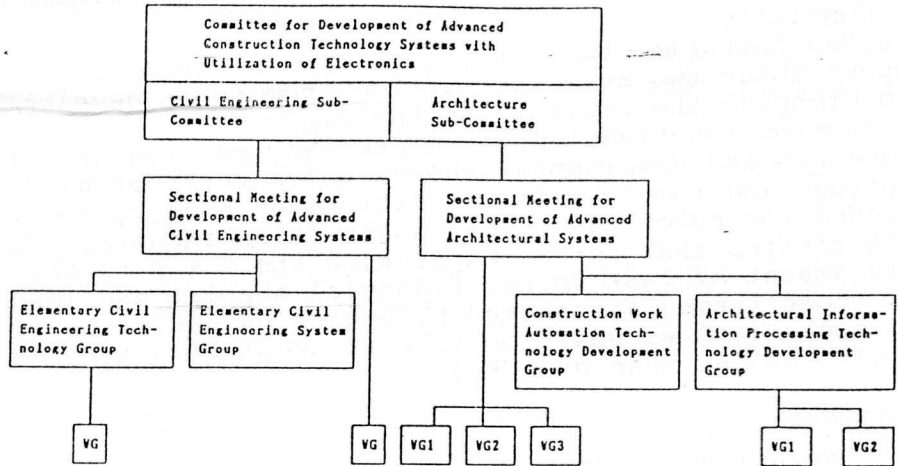 Committee for Development of Advanced
Construction Technology Systems with
Utilization of Electronics
Civil Engineering Sub-
Committee
Architecture
Sub-Committee
Sectional Meeting for
Development of Advanced
Civil Engineering Systems
Sectional Meeting for
Development of Advanced
Architectural Systems
Elementary Civil
Engineering Tech-
nology Group
Elementary Civil
Engineering System
Group
Construction Work
Automation Tech-
nology Development
Group
Architectural Informa-
tion Processing Tech-
nology Development
Group
WG
WG
WG1
WG2
WG3
WG1
WG2